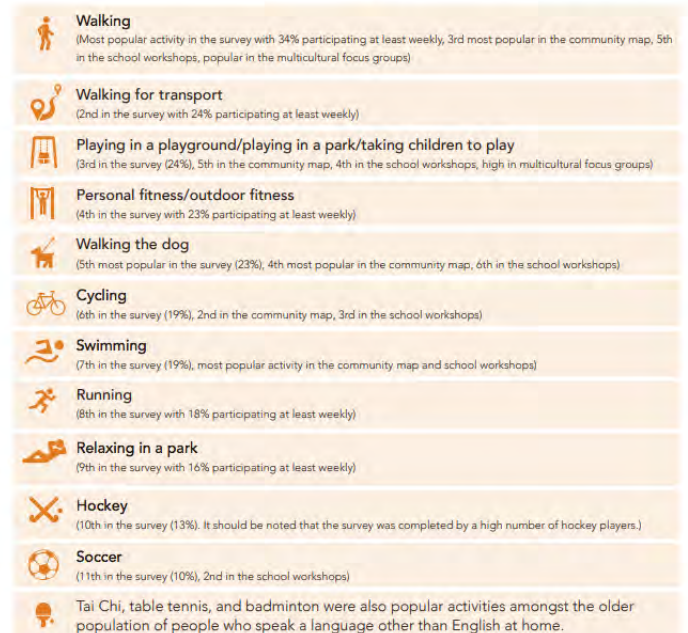 Walking
(Most popular activity in the survey with 34% participating at least weekly, 3rd most popular in the community map, 5th
in the school workshops, popular in the multicultural focus groups)
Walking for transport
(2nd in the survey with 24% participating at least weekly)
Playing in a playground/playing in a park/taking children to play
(3rd in the survey (24%), 5th in the community map, 4th in the school workshops, high in multicultural focus groups)
Personal fitness/outdoor fitness
(4th in the survey with 23% participating at least weekly)
Walking the dog
(5th most popular in the survey (23%), 4th most popular in the community map, 6th in the school workshops)
Cycling
(6th in the survey (19%), 2nd in the community map, 3rd in the school workshops)
Swimming
(7th in the survey (19%), most popular activity in the community map and school workshops)
Running
(8th in the survey with 18% participating at least weekly)
Relaxing in a park
(9th in the survey with 16% participating at least weekly)
Hockey
(10th in the survey (13%). It should be noted that the survey was completed by a high number of hockey players.)
Soccer
(11th in the survey (10%), 2nd in the school workshops)
Tai Chi, table tennis, and badminton were also popular activities amongst the older
population of people who speak a language other than English at home.